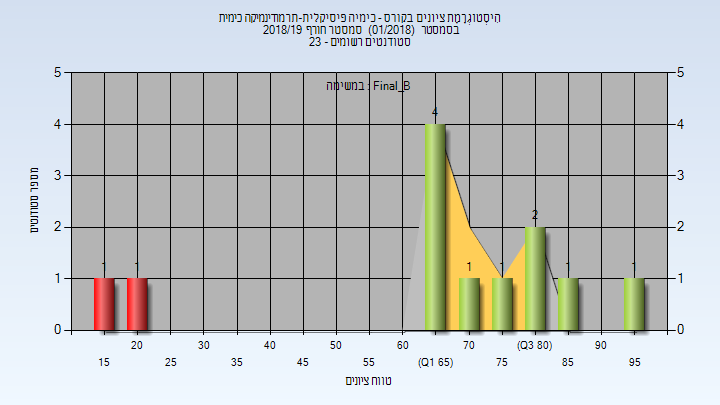 הִיסְטוֹגְרַמַת ציונים בקורס - כימיה פיסיקלית-תרמודינמיקה כימית
בסמסטר (01/2018) סמסטר חורף 2018/19
סטודנטים רשומים - 23
במשימה : Final_B
5 5
4 4
3 3
2 2
1 1
0 0
1 1 4 1 1 2 1 1
מספר סטודנטים
20 30 40 50 60 70 (Q3 80) 90
15 25 35 45 55 (Q1 65) 75 85 95
טווח ציונים